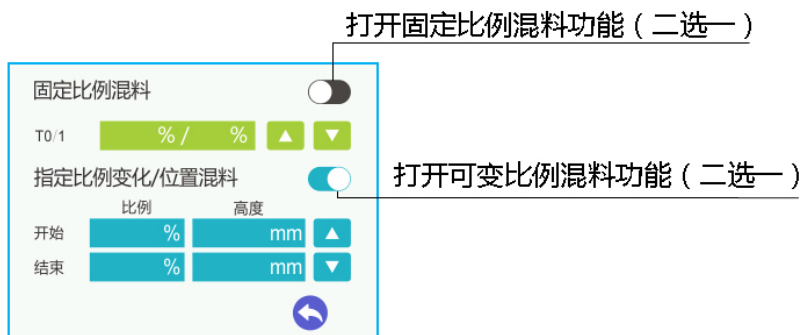 打开固定比例混料功能（二选一）
固定比例混料
T0/1 % / %
打开可变比例混料功能（二选一）
指定比例变化/位置混料
比例 高度
开始 % mm
结束 % mm